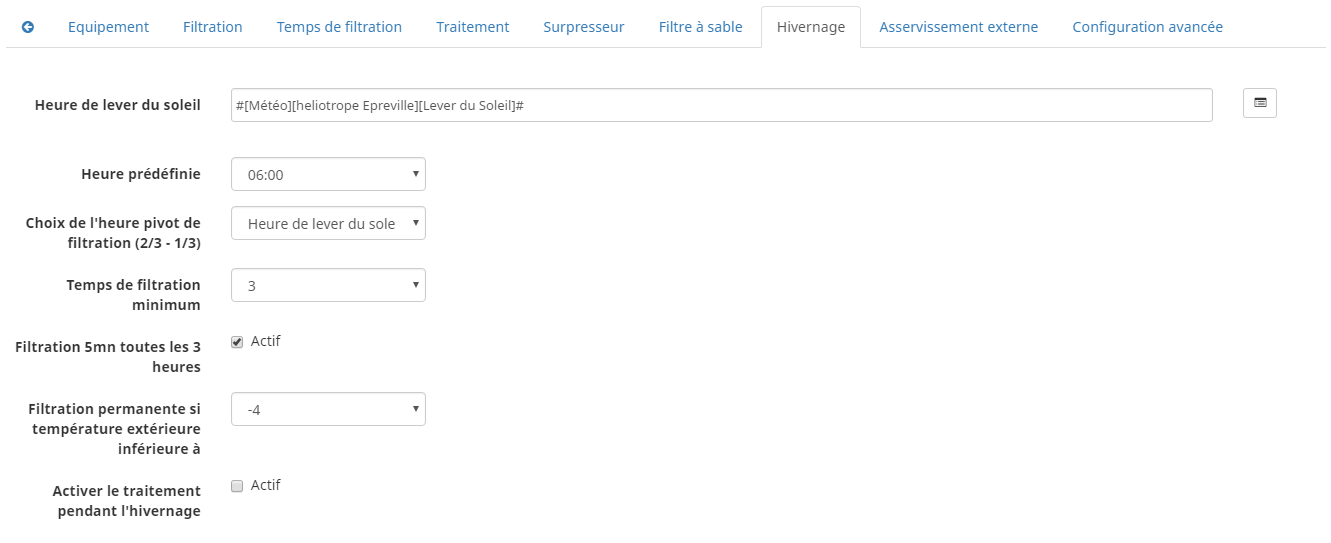 Equipement Filtration Temps de filtration Traitement Surpresseur Filtre à sable Hivernage Asservissement externe Configuration avancée
Heure de lever du soleil #[Météo][heliotrope Epreville][Lever du Soleil]#
Heure prédéfinie 06:00
Choix de l'heure pivot de
filtration (2/3 - 1/3)
Heure de lever du sole
Temps de filtration
minimum
3
Filtration 5mn toutes les 3
heures
Actif
Filtration permanente si
température extérieure
inférieure à
-4
Activer le traitement
pendant l'hivernage
Actif